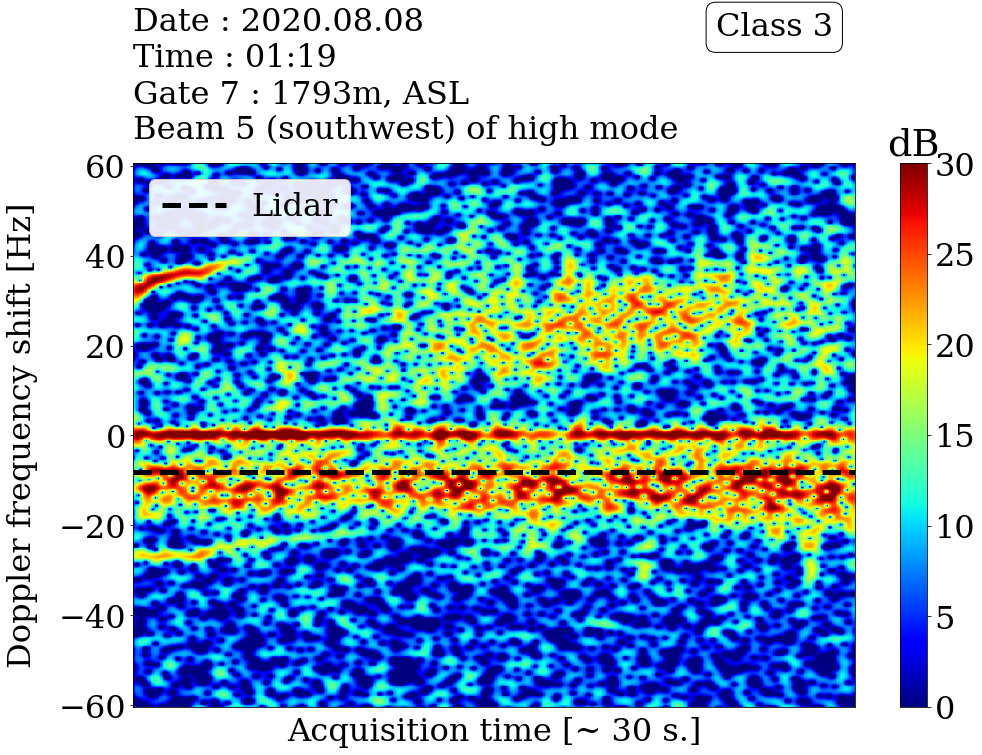 Date : 2020.08.08
Time : 01:19
Gate 7 : 1793m, ASL
Beam 5 (southwest) of high mode
Class 3
dB
Lidar
Doppler frequency shift [Hz]
60
40
20
0
−20
−40
−60
Acquisition time [~ 30 s.]
30
25
20
15
10
5
0